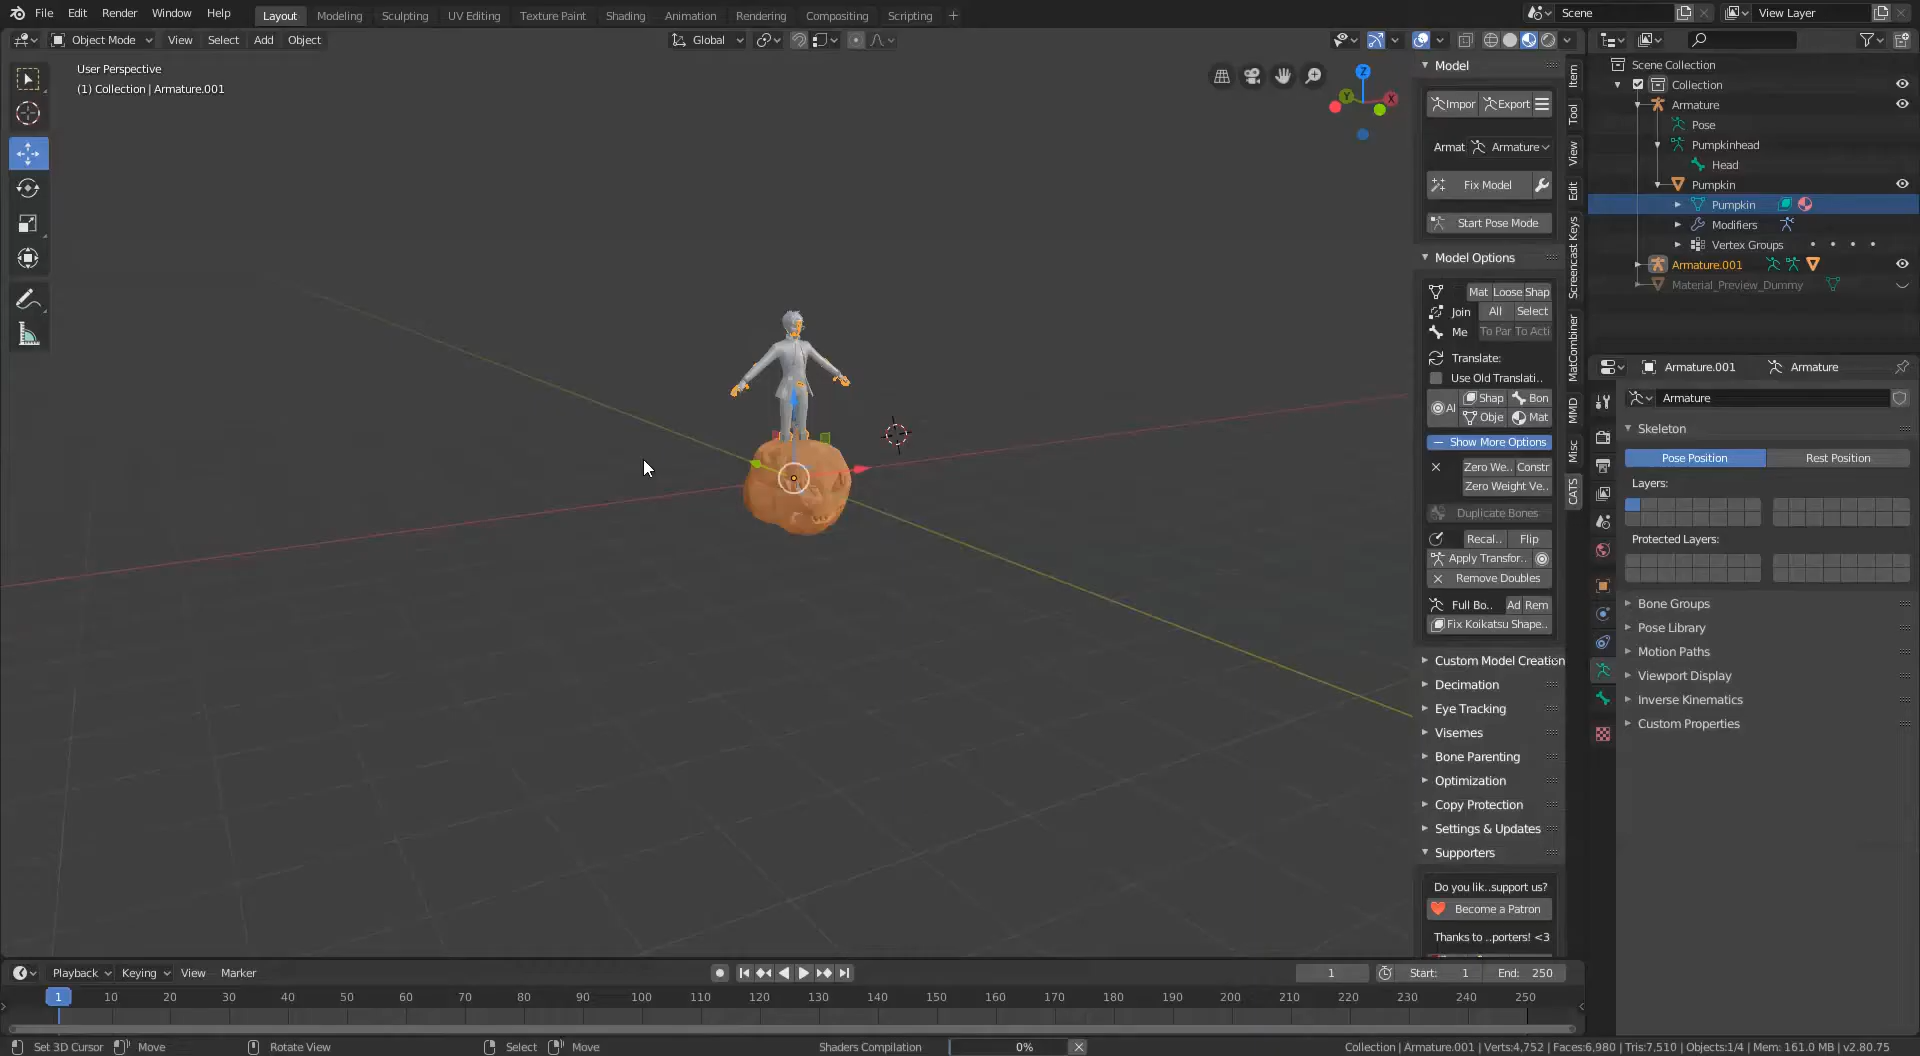 File Edit Render Window Help Layout Modeling Sculpting UV Editing Texture Paint Shading Animation Rendering Compositing Scripting + Scene View Layer
Object Mode View Select Add Object Global
User Perspective
(1) Collection | Armature.001
Z
Y
X
Model
Impor Export
Armat Armature
Fix Model
Start Pose Mode
Model Options
Mat Loose Shap
Join All Select
Me To Par To Acti
Translate:
Use Old Translati..
Al Shap Bon
Obje Mat
Show More Options
Zero We.. Constr
Zero Weight Ve..
Duplicate Bones
Recal.. Flip
Apply Transfor..
Remove Doubles
Full Bo.. Ad Rem
Fix Koikatsu Shape..
Custom Model Creation
Decimation
Eye Tracking
Visemes
Bone Parenting
Optimization
Copy Protection
Settings & Updates
Supporters
Do you lik..support us?
Become a Patron
Thanks to ..porters! <3
Item
Tool
View
Edit
Screencast Keys
MatCombiner
MMD
Misc
CATS
Scene Collection
Collection
Armature
Pose
Pumpkinhead
Head
Pumpkin
Pumpkin
Modifiers
Vertex Groups
Armature.001
Material_Preview_Dummy
Armature.001 Armature
Armature
Skeleton
Pose Position Rest Position
Layers:
Protected Layers:
Bone Groups
Pose Library
Motion Paths
Viewport Display
Inverse Kinematics
Custom Properties
Playback Keying View Marker 1 Start: 1 End: 250
1 10 20 30 40 50 60 70 80 90 100 110 120 130 140 150 160 170 180 190 200 210 220 230 240 250
Set 3D Cursor Move Rotate View Select Move Shaders Compilation 0% Collection | Armature.001 | Verts:4,752 | Faces:6,980 | Tris:7,510 | Objects:1/4 | Mem: 161.0 MB | v2.80.75